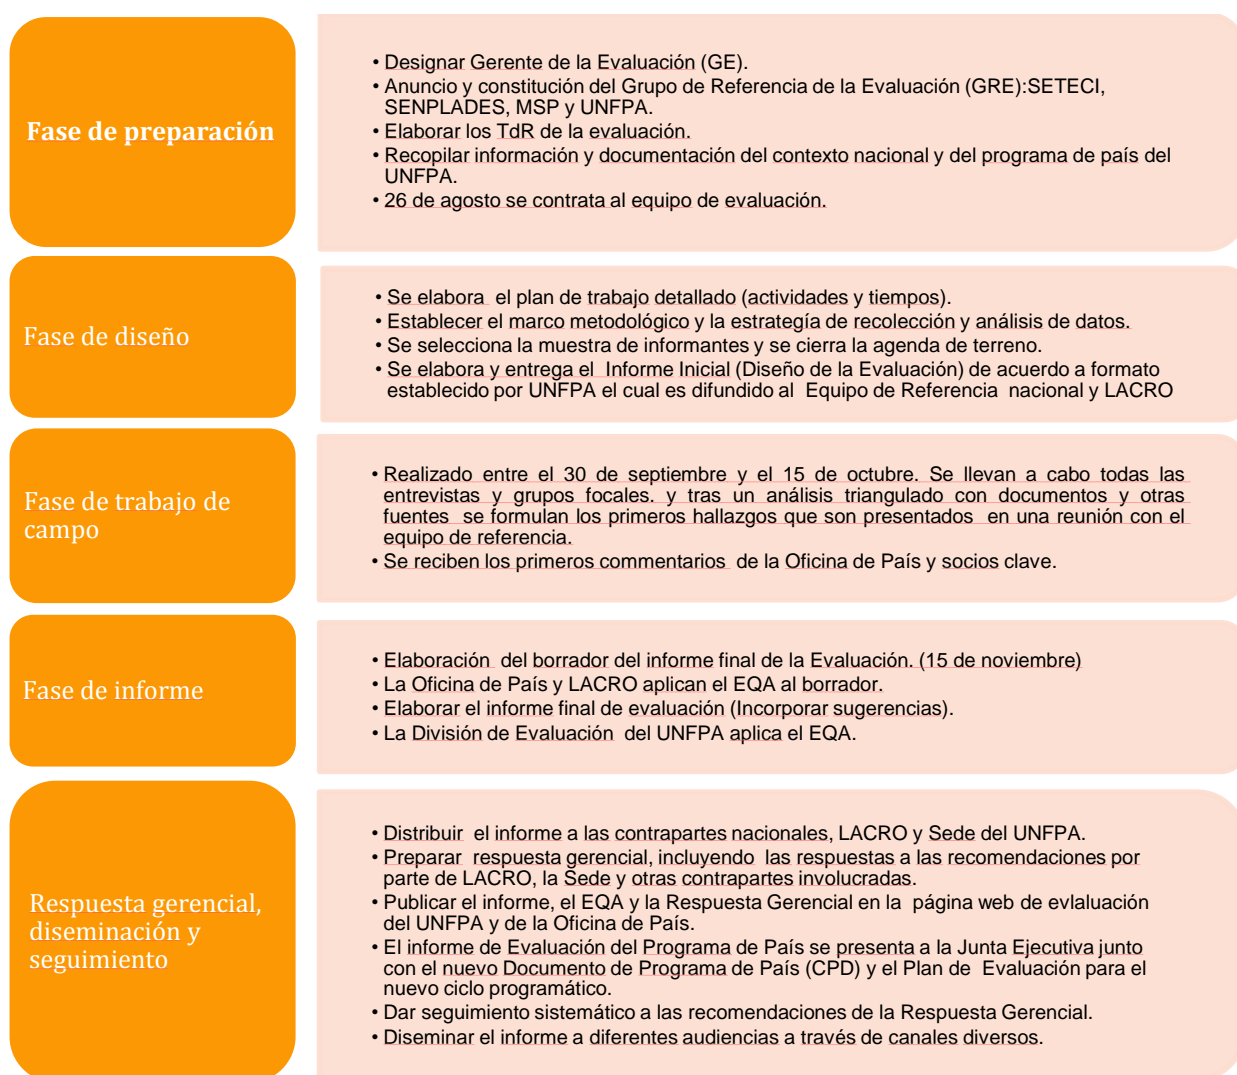 Fase de preparación
• Designar Gerente de la Evaluación (GE).
• Anuncio y constitución del Grupo de Referencia de la Evaluación (GRE):SETECI,
SENPLADES, MSP y UNFPA.
• Elaborar los TdR de la evaluación.
• Recopilar información y documentación del contexto nacional y del programa de país del
UNFPA.
• 26 de agosto se contrata al equipo de evaluación.
Fase de diseño
• Se elabora el plan de trabajo detallado (actividades y tiempos).
• Establecer el marco metodológico y la estrategía de recolección y análisis de datos.
• Se selecciona la muestra de informantes y se cierra la agenda de terreno.
• Se elabora y entrega el Informe Inicial (Diseño de la Evaluación) de acuerdo a formato
establecido por UNFPA el cual es difundido al Equipo de Referencia nacional y LACRO
Fase de trabajo de
campo
• Realizado entre el 30 de septiembre y el 15 de octubre. Se llevan a cabo todas las
entrevistas y grupos focales. y tras un análisis triangulado con documentos y otras
fuentes se formulan los primeros hallazgos que son presentados en una reunión con el
equipo de referencia.
• Se reciben los primeros commentarios de la Oficina de País y socios clave.
Fase de informe
• Elaboración del borrador del informe final de la Evaluación. (15 de noviembre)
• La Oficina de País y LACRO aplican el EQA al borrador.
• Elaborar el informe final de evaluación (Incorporar sugerencias).
• La División de Evaluación del UNFPA aplica el EQA.
Respuesta gerencial,
diseminación y
seguimiento
• Distribuir el informe a las contrapartes nacionales, LACRO y Sede del UNFPA.
• Preparar respuesta gerencial, incluyendo las respuestas a las recomendaciones por
parte de LACRO, la Sede y otras contrapartes involucradas.
• Publicar el informe, el EQA y la Respuesta Gerencial en la página web de evlaluación
del UNFPA y de la Oficina de País.
• El informe de Evaluación del Programa de País se presenta a la Junta Ejecutiva junto
con el nuevo Documento de Programa de País (CPD) y el Plan de Evaluación para el
nuevo ciclo programático.
• Dar seguimiento sistemático a las recomendaciones de la Respuesta Gerencial.
• Diseminar el informe a diferentes audiencias a través de canales diversos.